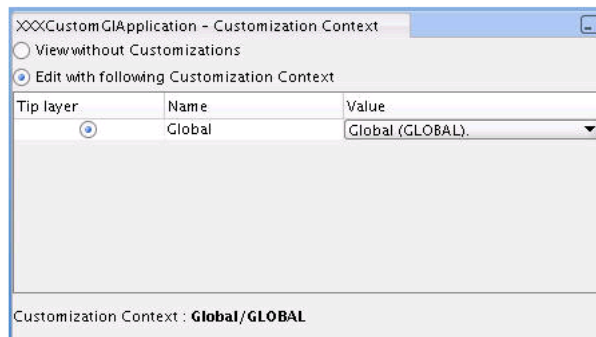 XXXCustomGlApplication - Customization Context
View without Customizations
Edit with following Customization Context
Tip layer Name Value
Global Global (GLOBAL).
Customization Context : Global/GLOBAL